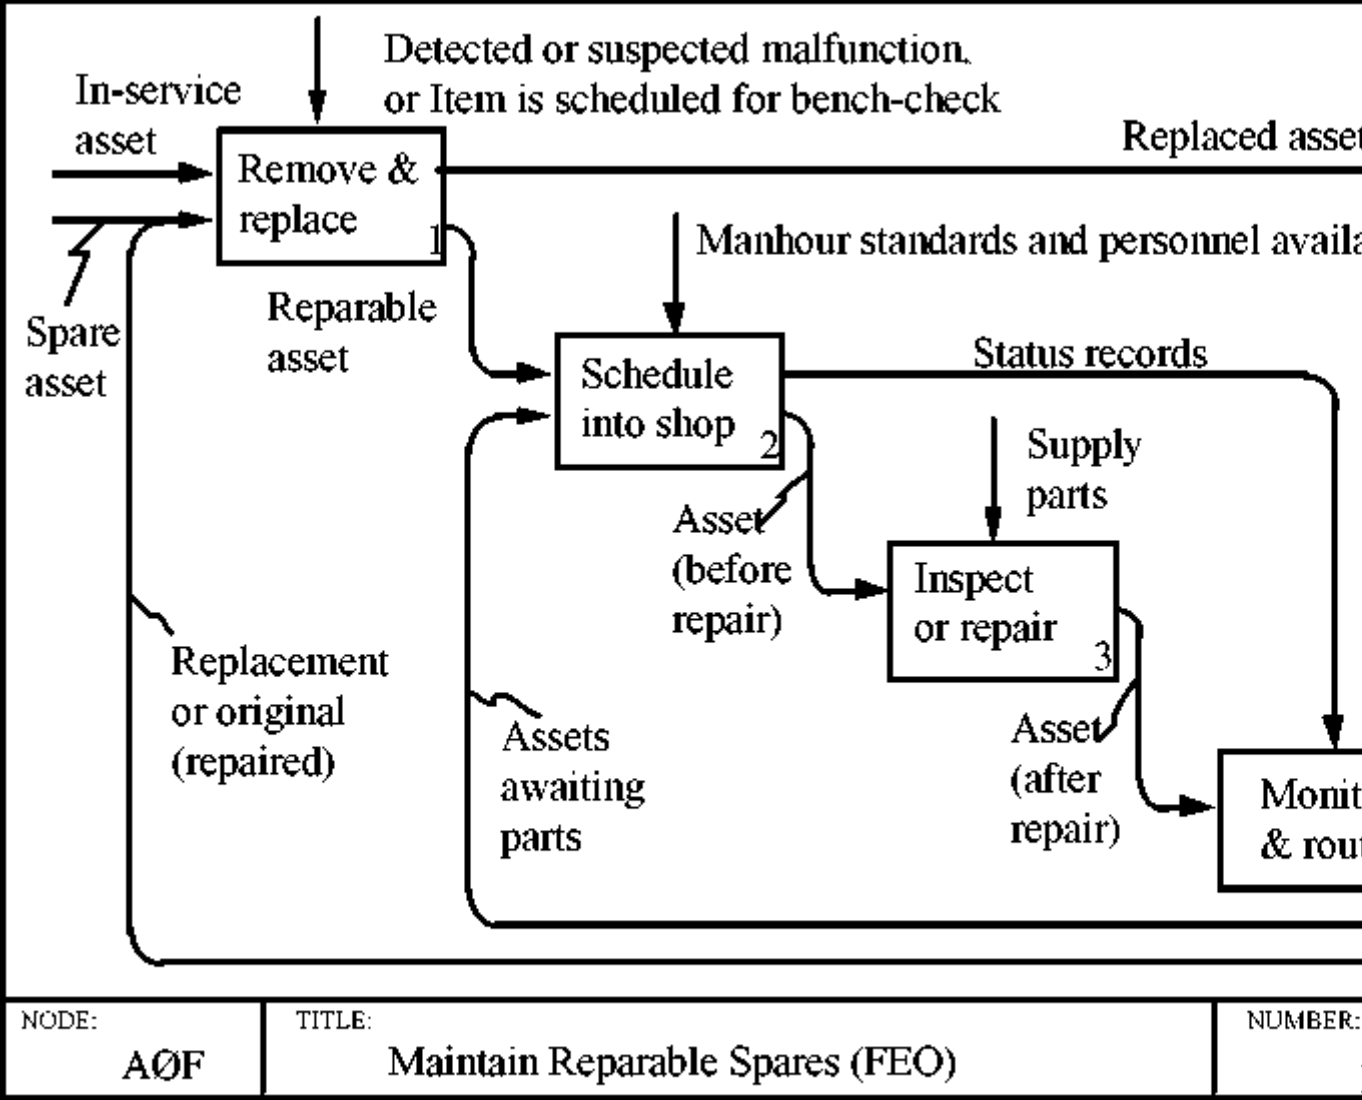 Detected or suspected malfunction,
or Item is scheduled for bench-check
In-service
asset
Replaced asset
Remove &
replace
1
Manhour standards and personnel
Spare
asset
Reparable
asset
Status records
Schedule
into shop
2
Supply
parts
Asset
(before
repair)
Inspect
or repair
3
Replacement
or original
(repaired)
Assets
awaiting
parts
Asset
(after
repair)
&
NODE:
AØF
TITLE:
Maintain Reparable Spares (FEO)
NUMBER: